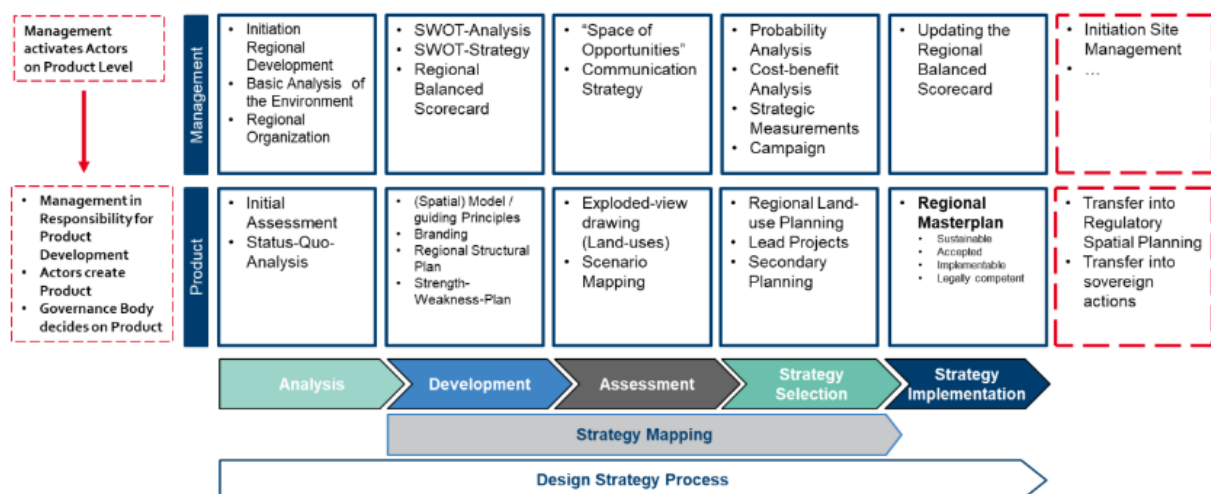 Management
activates Actors
on Product Level
Management
• Initiation
Regional
Development
• Basic Analysis of
the Environment
• Regional
Organization
• SWOT-Analysis
• SWOT-Strategy
• Regional
Balanced
Scorecard
• “Space of
Opportunities”
• Communication
Strategy
• Probability
Analysis
• Cost-benefit
Analysis
• Strategic
Measurements
• Campaign
• Updating the
Regional
Balanced
Scorecard
• Initiation Site
Management
• ...
• Management in
Responsibility for
Product
Development
• Actors create
Product
• Governance Body
decides on Product
Product
• Initial
Assessment
• Status-Quo-
Analysis
• (Spatial) Model /
guiding Principles
• Branding
• Regional Structural
Plan
• Strength-
Weakness-Plan
• Exploded-view
drawing
(Land-uses)
• Scenario
Mapping
• Regional Land-
use Planning
• Lead Projects
• Secondary
Planning
• Regional
Masterplan
• Sustainable
• Accepted
• Implementable
• Legally competent
• Transfer into
Regulatory
Spatial Planning
• Transfer into
sovereign
actions
Analysis
Development
Assessment
Strategy
Selection
Strategy
Implementation
Strategy Mapping
Design Strategy Process